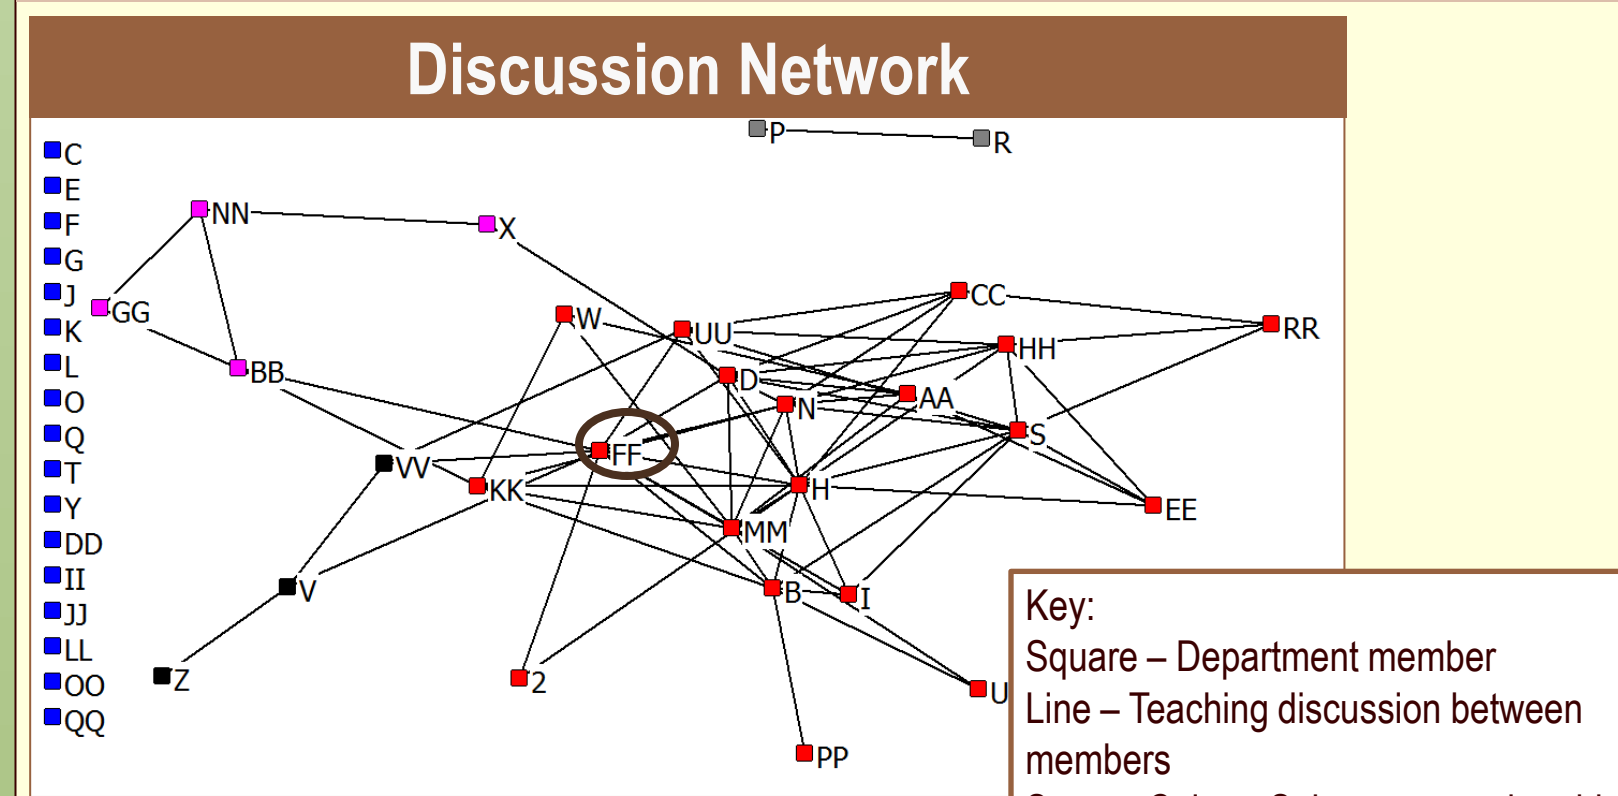 Discussion Network
P
R
C
E
F
G
J
K
L
O
Q
T
Y
DD
II
JJ
LL
OO
QQ
NN
X
GG
BB
W
UU
CC
RR
HH
D
AA
N
S
FF
VV
KK
H
EE
MM
V
B
I
Z
2
U
PP
Key:
Square – Department member
Line – Teaching discussion between
members